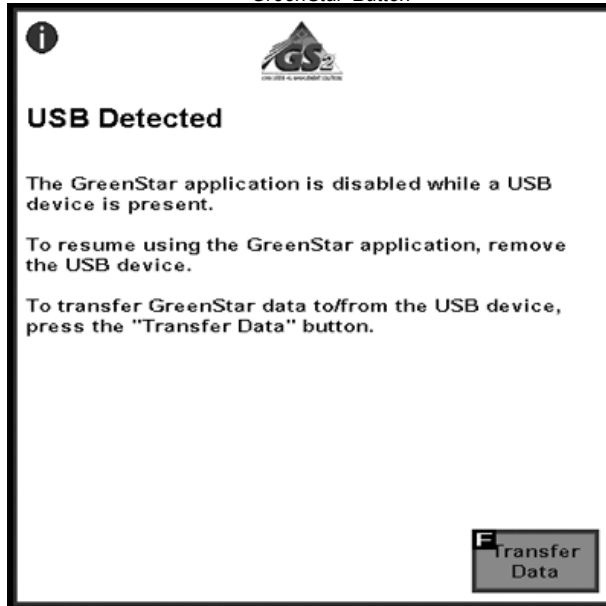 GreenStar Button
i
GS2
USB Detected
The GreenStar application is disabled while a USB
device is present.
To resume using the GreenStar application, remove
the USB device.
To transfer GreenStar data to/from the USB device,
press the "Transfer Data" button.
F
Transfer
Data